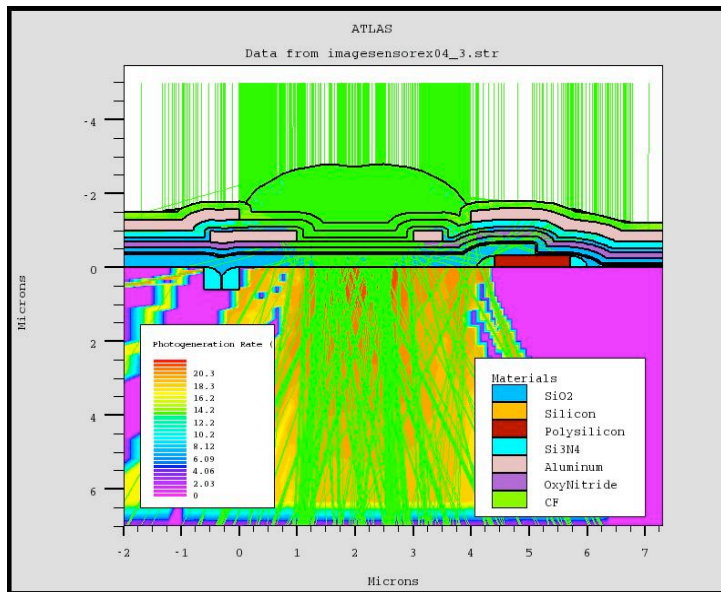 ATLAS
Data from imagesensorex04_3.str
-4
-2
0
2
4
6
Microns
Photogeneration Rate (
20.3
18.3
16.2
14.2
12.2
10.2
8.12
6.09
4.06
2.03
0
Materials
SiO2
Silicon
Polysilicon
Si3N4
Aluminum
OxyNitride
CF
-2
-1
0
1
2
3
4
5
6
7
Microns